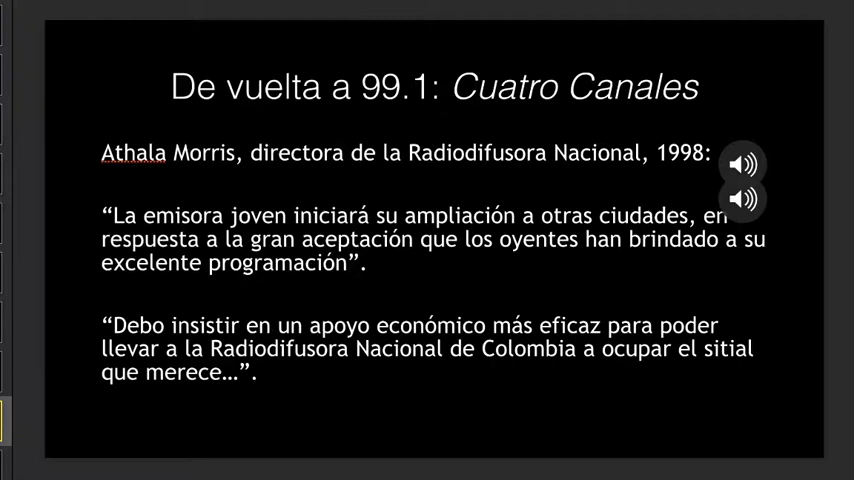 De vuelta a 99.1: Cuatro Canales
Athala Morris, directora de la Radiodifusora Nacional, 1998:
“La emisora joven iniciará su ampliación a otras ciudades, en
respuesta a la gran aceptación que los oyentes han brindado a su
excelente programación”.
“Debo insistir en un apoyo económico más eficaz para poder
llevar a la Radiodifusora Nacional de Colombia a ocupar el sitial
que merece…”.